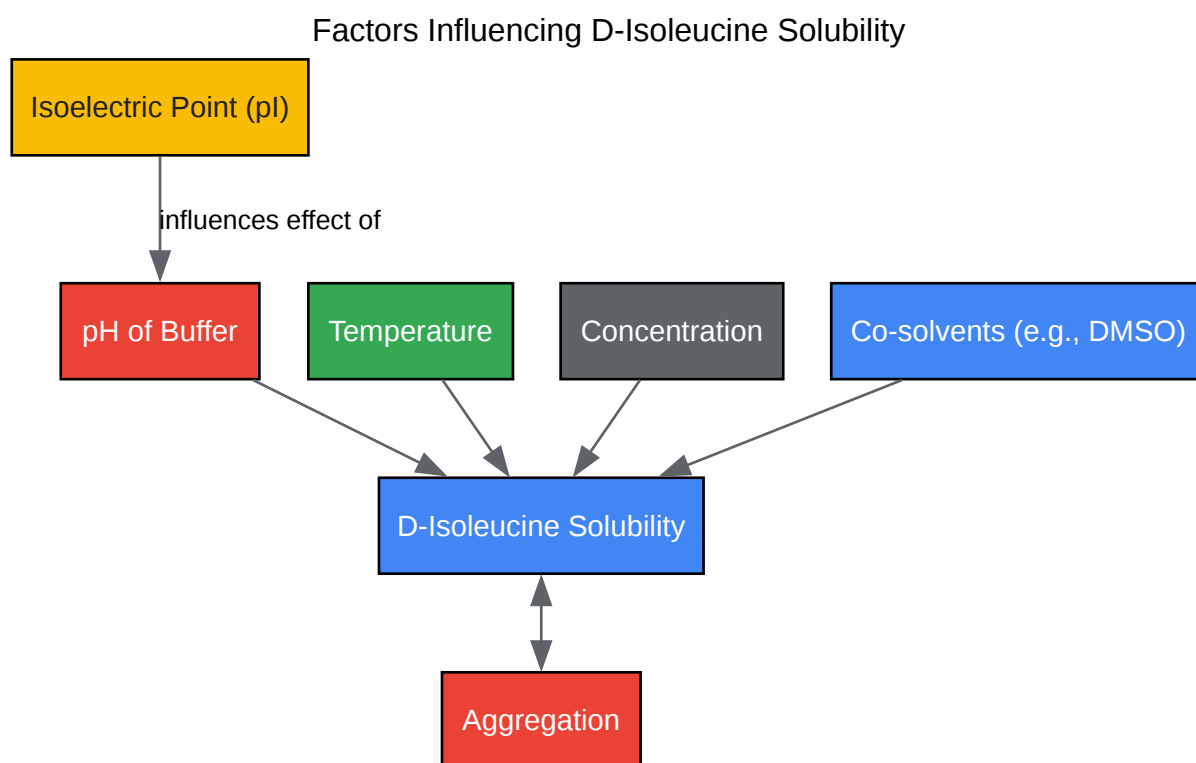 Factors Influencing D-Isoleucine Solubility
Isoelectric Point (pI)
influences effect of
pH of Buffer
Temperature
Concentration
Co-solvents (e.g., DMSO)
D-Isoleucine Solubility
Aggregation